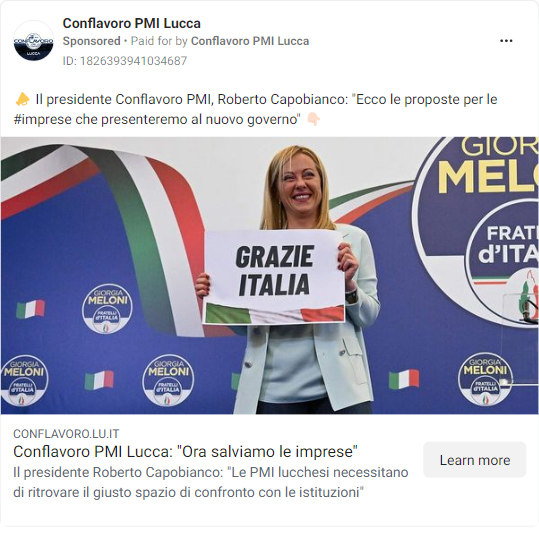 Conflavoro PMI Lucca
Sponsored • Paid for by Conflavoro PMI Lucca
ID: 1826393941034687
Il presidente Conflavoro PMI, Roberto Capobianco: "Ecco le proposte per le
#imprese che presenteremo al nuovo governo"
CONFLAVORO
LUCCA
GIORGIA
MELONI
FRATELLI
d'ITALIA
GRAZIE
ITALIA
GIORGIA
MELONI
FRATELLI
d'ITALIA
GIORGIA
MELONI
FRATELLI
d'ITALIA
GIORGIA
MELONI
FRATELLI
d'ITALIA
GIORGIA
MELONI
FRATELLI
d'ITALIA
CONFLAVORO.LU.IT
Conflavoro PMI Lucca: "Ora salviamo le imprese"
Il presidente Roberto Capobianco: "Le PMI lucchesi necessitano
di ritrovare il giusto spazio di confronto con le istituzioni"
Learn more